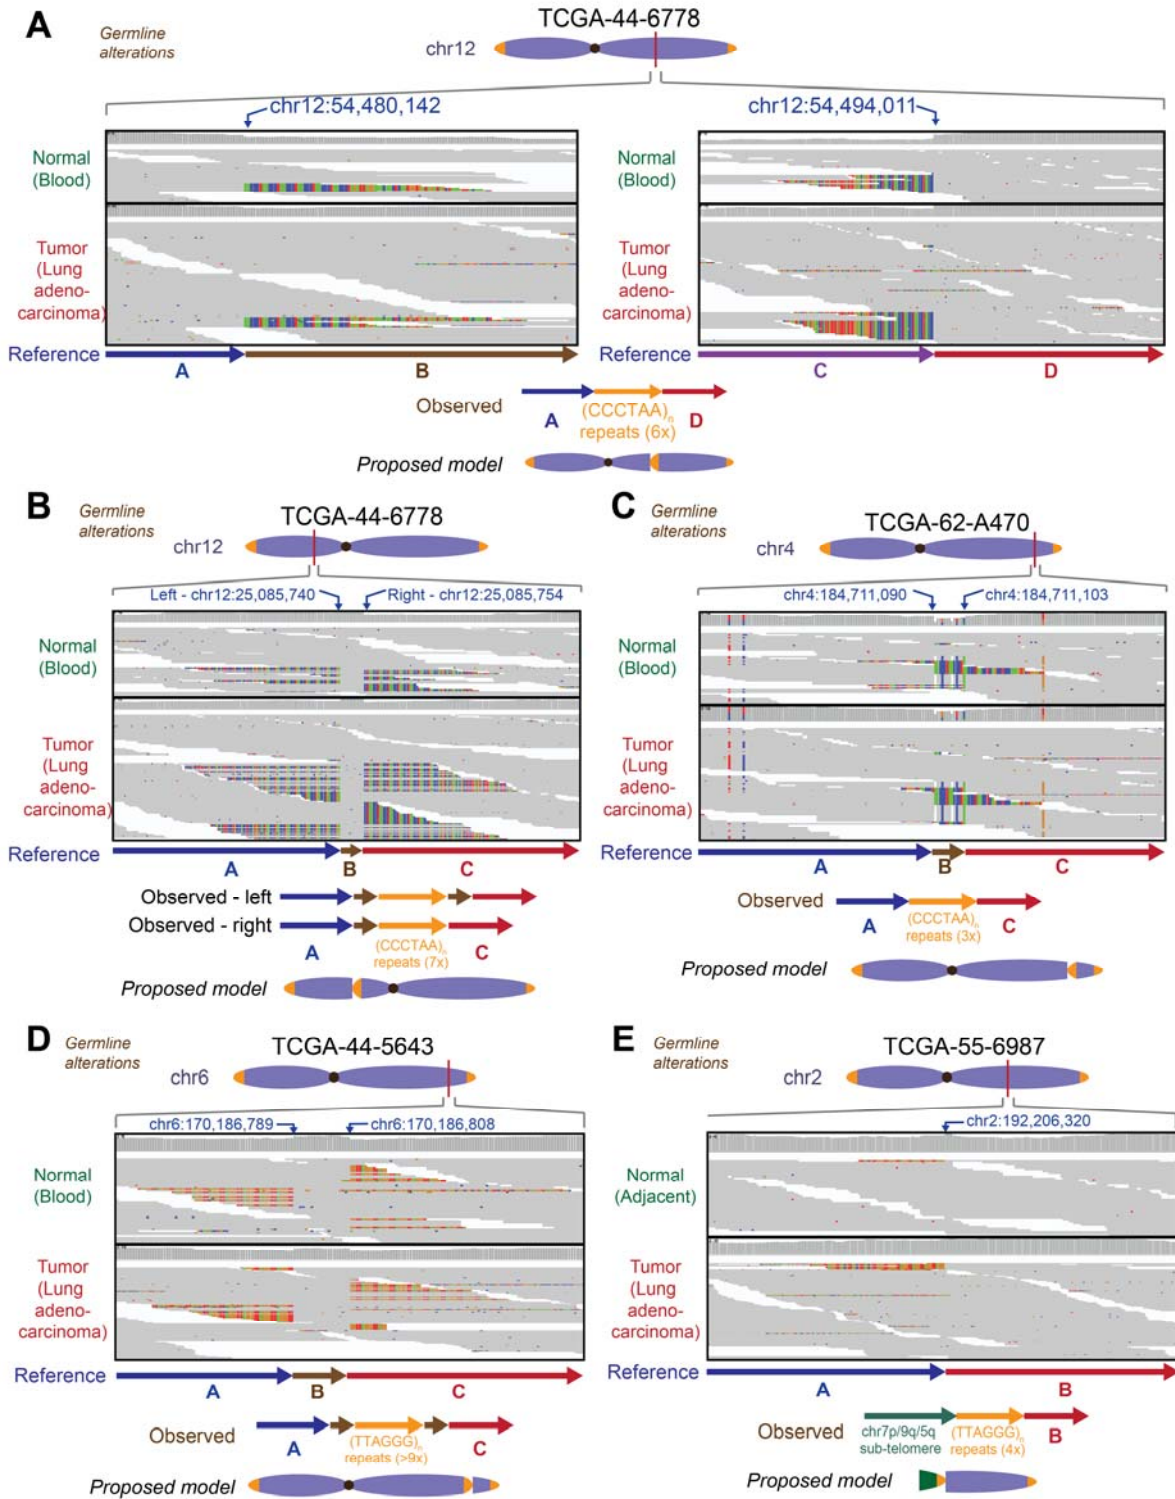 A
Germline
alterations
TCGA-44-6778
chr12
chr12:54,480,142
chr12:54,494,011
Normal
(Blood)
Normal
(Blood)
Tumor
(Lung
adeno-
carcinoma)
Tumor
(Lung
adeno-
carcinoma)
Reference
A
B
Reference
C
D
Observed
A
(CCCTAA)n
repeats (6x)
D
Proposed model
B
Germline
alterations
TCGA-44-6778
chr12
Left - chr12:25,085,740
Right - chr12:25,085,754
Normal
(Blood)
Tumor
(Lung
adeno-
carcinoma)
Reference
A
B
C
Observed - left
Observed - right
A
(CCCTAA)n
repeats (7x)
C
Proposed model
C
Germline
alterations
TCGA-62-A470
chr4
chr4:184,711,090
chr4:184,711,103
Normal
(Blood)
Tumor
(Lung
adeno-
carcinoma)
Reference
A
B
C
Observed
A
(CCCTAA)n
repeats (3x)
C
Proposed model
D
Germline
alterations
TCGA-44-5643
chr6
chr6:170,186,789
chr6:170,186,808
Normal
(Blood)
Tumor
(Lung
adeno-
carcinoma)
Reference
A
B
C
Observed
A
(TTAGGG)n
repeats (>9x)
C
Proposed model
E
Germline
alterations
TCGA-55-6987
chr2
chr2:192,206,320
Normal
(Adjacent)
Tumor
(Lung
adeno-
carcinoma)
Reference
A
B
Observed
chr7p/9q/5q
sub-telomere
(TTAGGG)n
repeats (4x)
B
Proposed model